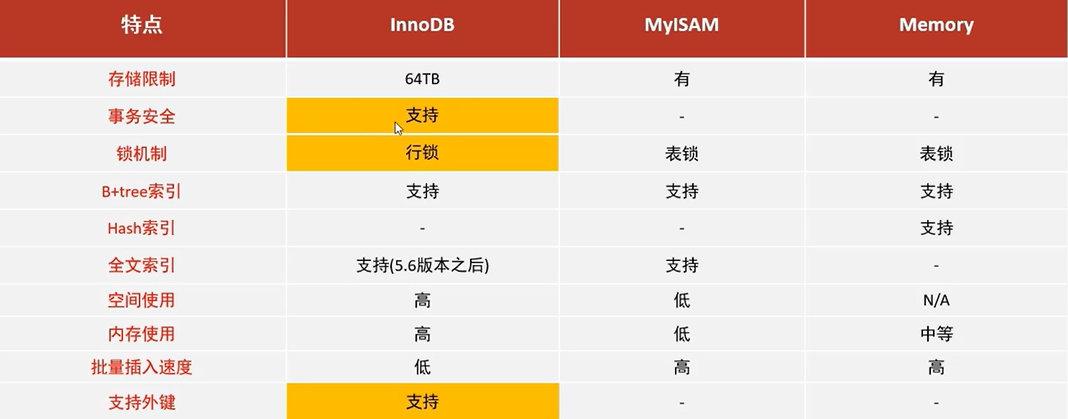 特点 InnoDB MyISAM Memory
存储限制 64TB 有 有
事务安全 支持 - -
锁机制 行锁 表锁 表锁
B+tree索引 支持 支持 支持
Hash索引 - - 支持
全文索引 支持(5.6版本之后) 支持 -
空间使用 高 低 N/A
内存使用 高 低 中等
批量插入速度 低 高 高
支持外键 支持 - -